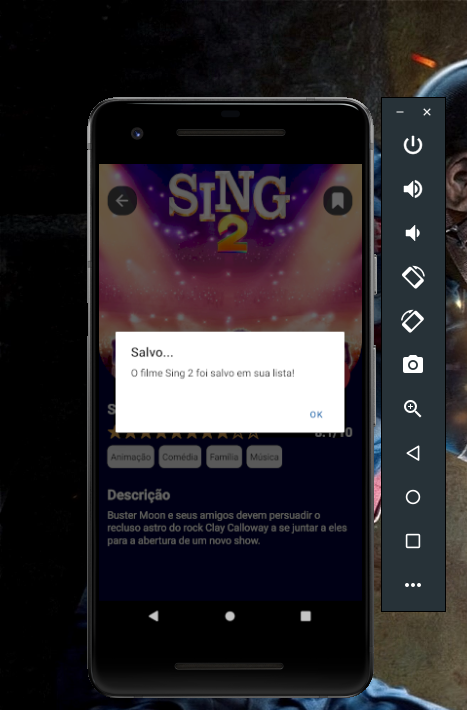 SING
2
Salvo...
O filme Sing 2 foi salvo em sua lista!
OK
S
8.1/10
Animação Comédia Família Música
Descrição
Buster Moon e seus amigos devem persuadir o
recluso astro do rock Clay Calloway a se juntar a eles
para a abertura de um novo show.